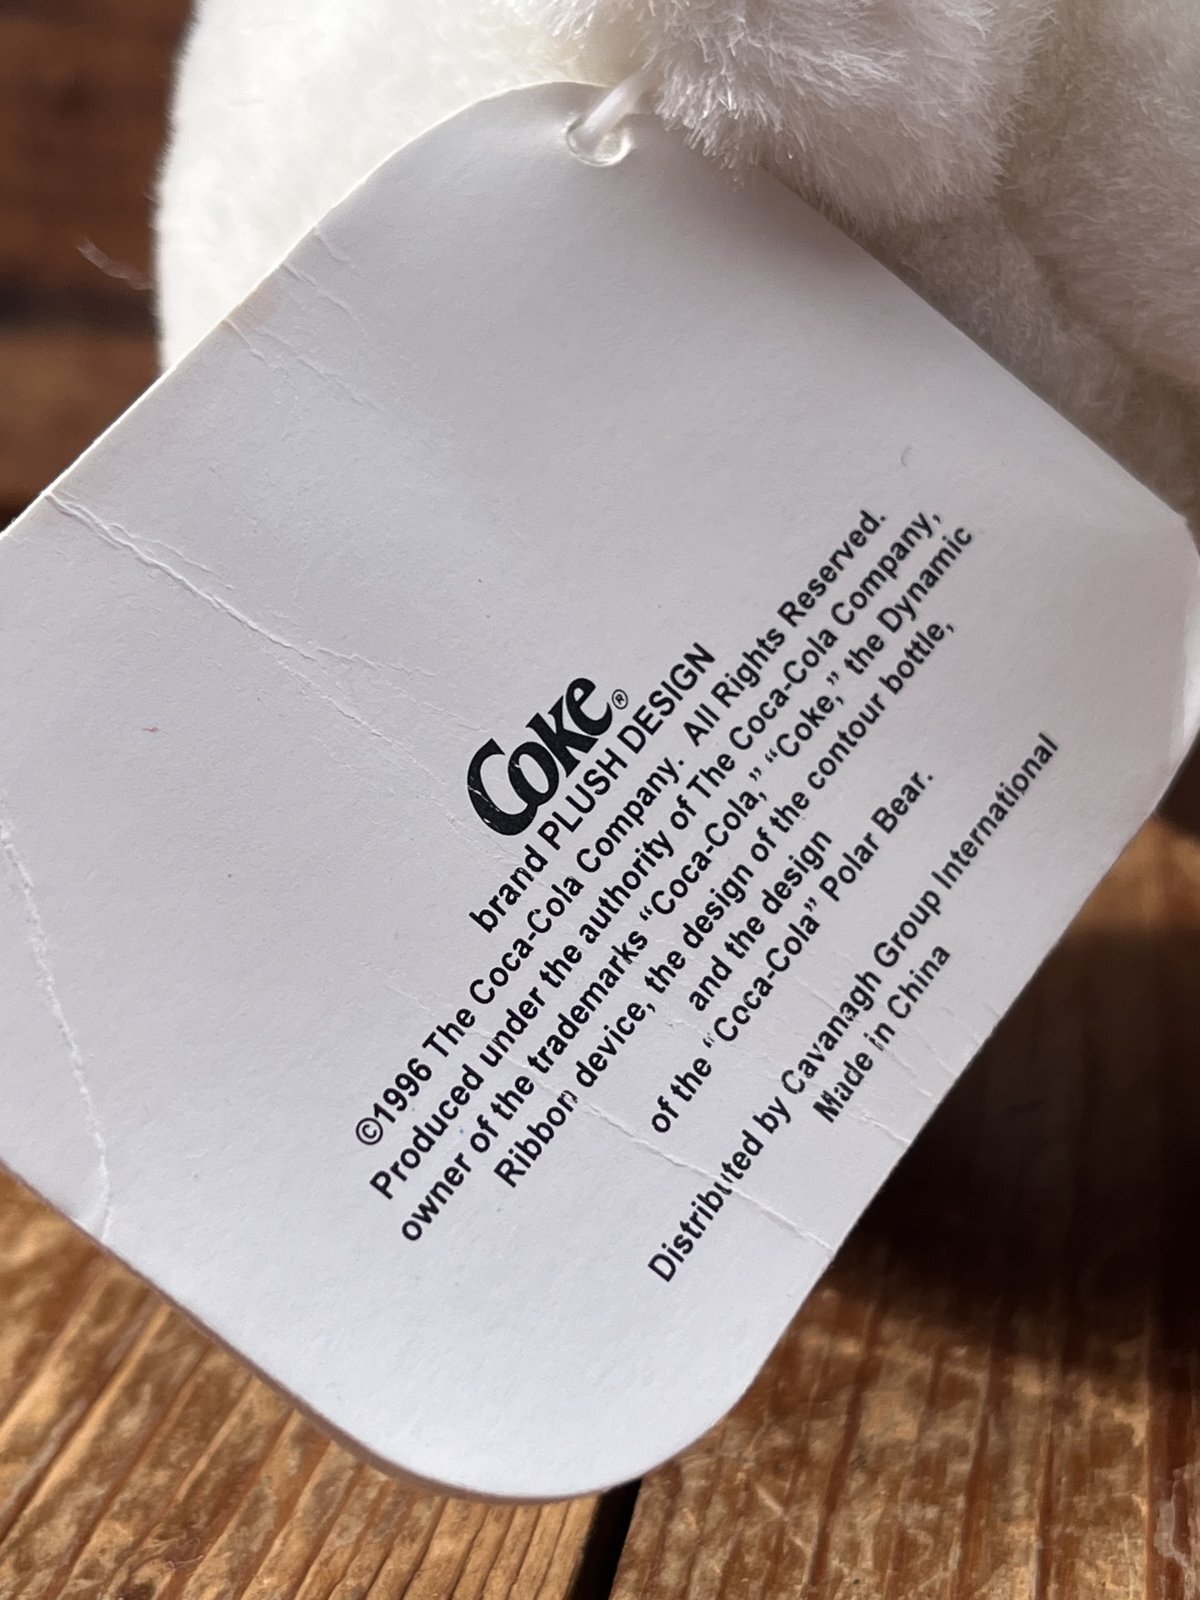 Coke®
brand PLUSH DESIGN
©1996 The Coca-Cola Company. All Rights Reserved.
Produced under the authority of The Coca-Cola Company,
owner of the trademarks “Coca-Cola,” “Coke,” the Dynamic
Ribbon device, the design of the contour bottle,
and the design
of the “Coca-Cola” Polar Bear.
Distributed by Cavanagh Group International
Made in China